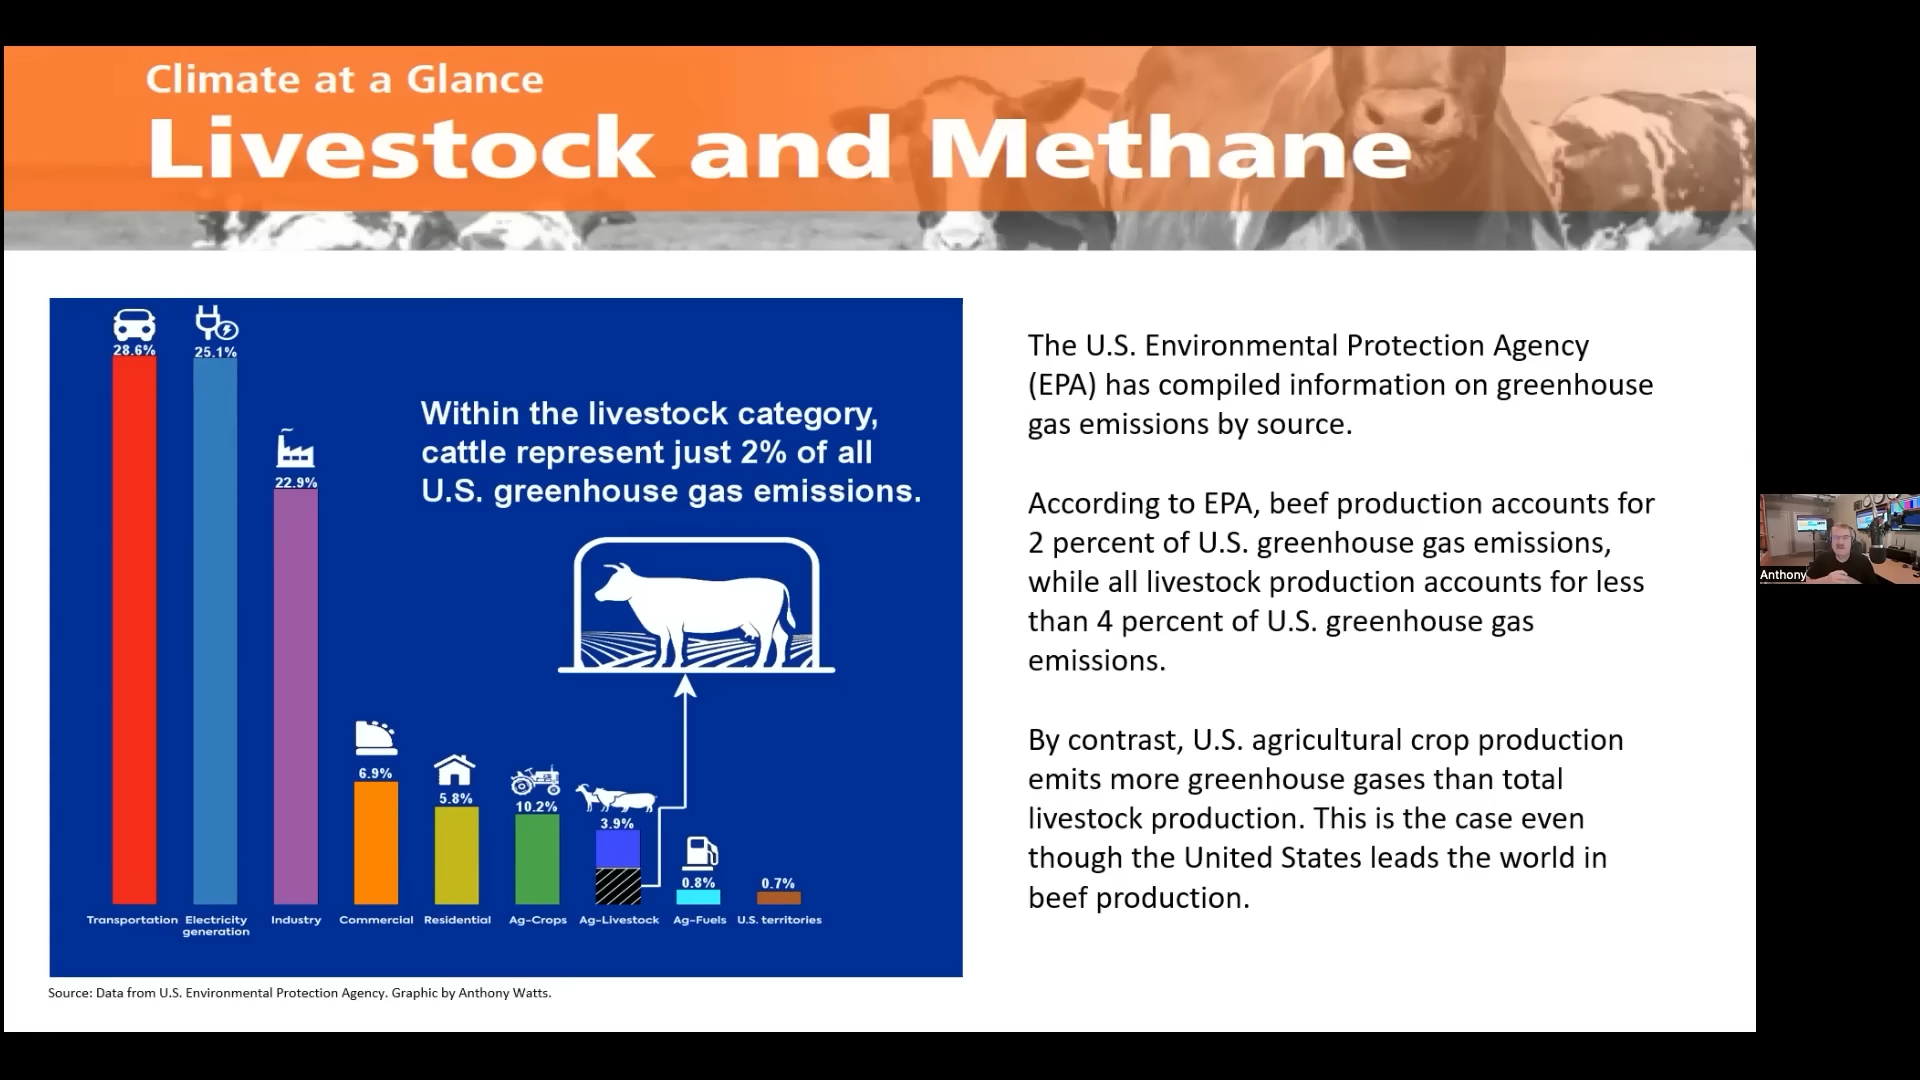 Climate at a Glance
Livestock and Methane
28.6%
25.1%
22.9%
6.9%
5.8%
10.2%
3.9%
0.8%
0.7%
Within the livestock category,
cattle represent just 2% of all
U.S. greenhouse gas emissions.
Transportation
Electricity
generation
Industry
Commercial
Residential
Ag-Crops
Ag-Livestock
Ag-Fuels
U.S. territories
Source: Data from U.S. Environmental Protection Agency. Graphic by Anthony Watts.
The U.S. Environmental Protection Agency
(EPA) has compiled information on greenhouse
gas emissions by source.
According to EPA, beef production accounts for
2 percent of U.S. greenhouse gas emissions,
while all livestock production accounts for less
than 4 percent of U.S. greenhouse gas
emissions.
By contrast, U.S. agricultural crop production
emits more greenhouse gases than total
livestock production. This is the case even
though the United States leads the world in
beef production.
Anthony